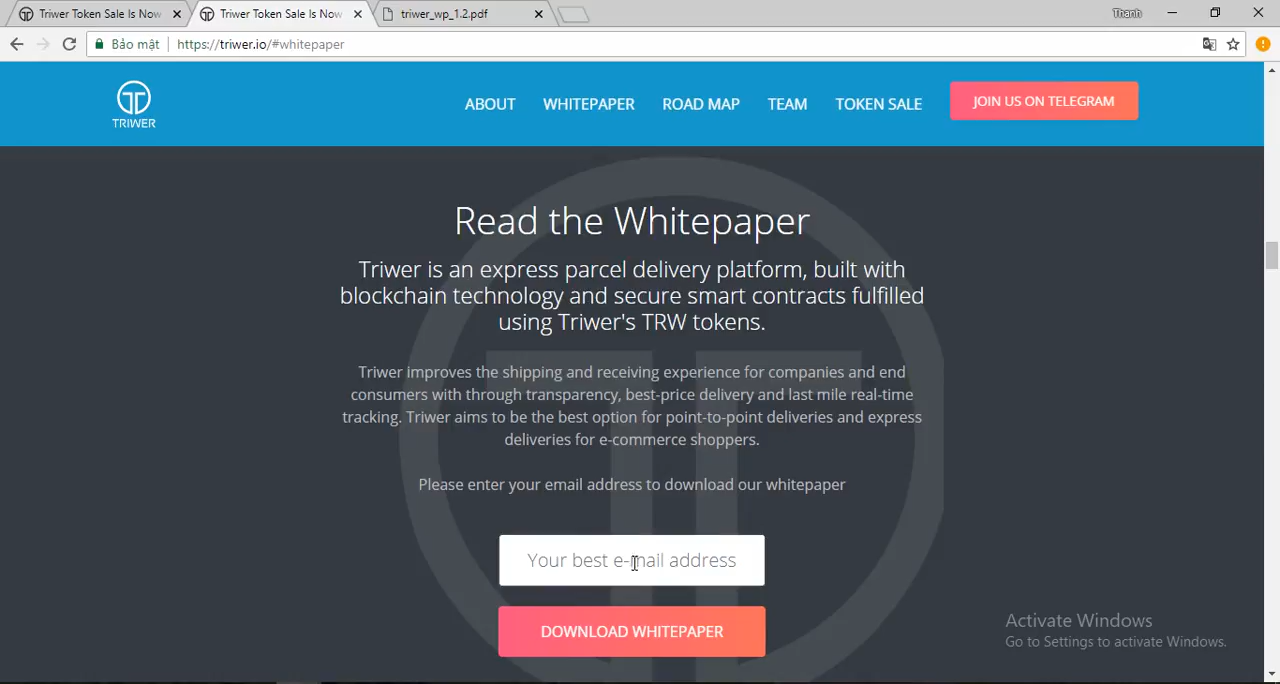 Triwer Token Sale Is Now
Triwer Token Sale Is Now
triwer_wp_1.2.pdf
Thanh
Bảo mật
https://triwer.io/#whitepaper
TRIWER
ABOUT
WHITEPAPER
ROAD MAP
TEAM
TOKEN SALE
JOIN US ON TELEGRAM
Read the Whitepaper
Triwer is an express parcel delivery platform, built with
blockchain technology and secure smart contracts fulfilled
using Triwer's TRW tokens.
Triwer improves the shipping and receiving experience for companies and end
consumers with through transparency, best-price delivery and last mile real-time
tracking. Triwer aims to be the best option for point-to-point deliveries and express
deliveries for e-commerce shoppers.
Please enter your email address to download our whitepaper
Your best e-mail address
DOWNLOAD WHITEPAPER
Activate Windows
Go to Settings to activate Windows.